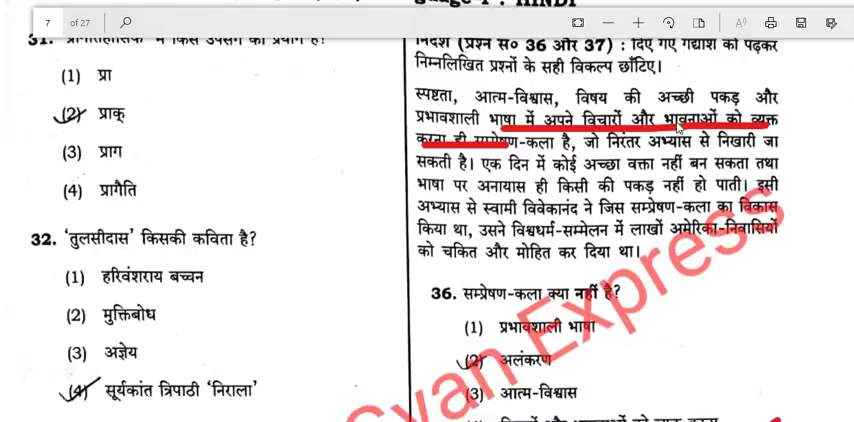 7 of 27
31. प्रागैतिहासिक में किस उपसर्ग का प्रयोग है?
(1) प्रा
(2) प्राक्
(3) प्राग
(4) प्रागैति
32. 'तुलसीदास' किसकी कविता है?
(1) हरिवंशराय बच्चन
(2) मुक्तिबोध
(3) अज्ञेय
(4) सूर्यकांत त्रिपाठी 'निराला'
: HINDI
निर्देश (प्रश्न सं० 36 और 37) : दिए गए गद्यांश को पढ़कर
निम्नलिखित प्रश्नों के सही विकल्प छाँटिए।
स्पष्टता, आत्म-विश्वास, विषय की अच्छी पकड़ और
प्रभावशाली भाषा में अपने विचारों और भावनाओं को व्यक्त
करना ही सम्प्रेषण-कला है, जो निरंतर अभ्यास से निखारी जा
सकती है। एक दिन में कोई अच्छा वक्ता नहीं बन सकता तथा
भाषा पर अनायास ही किसी की पकड़ नहीं हो पाती। इसी
अभ्यास से स्वामी विवेकानंद ने जिस सम्प्रेषण-कला का विकास
किया था, उसने विश्वधर्म-सम्मेलन में लाखों अमेरिका-निवासियों
को चकित और मोहित कर दिया था।
36. सम्प्रेषण-कला क्या नहीं है?
(1) प्रभावशाली भाषा
(2) अलंकरण
(3) आत्म-विश्वास
Gyan Express